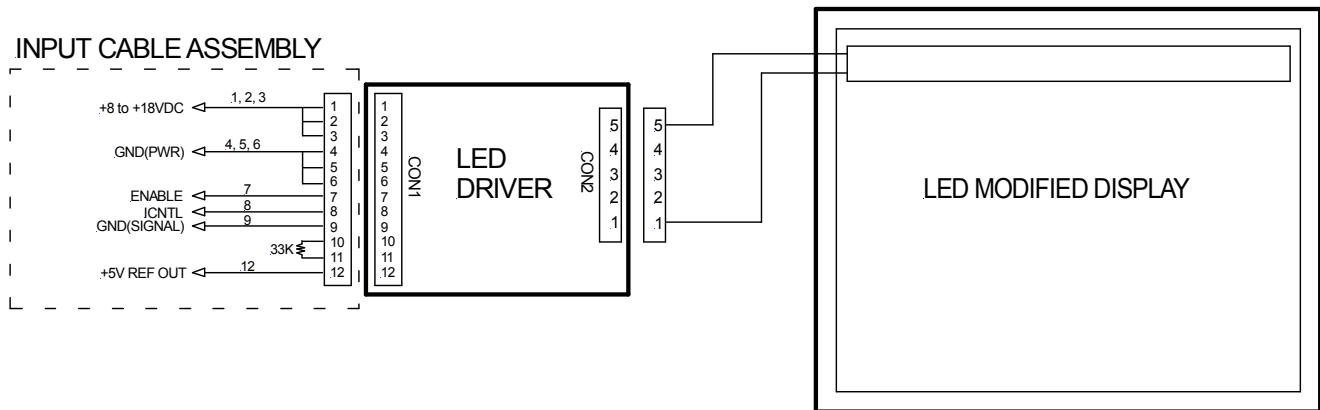 INPUT CABLE ASSEMBLY
+8 to +18VDC
1, 2, 3
GND(PWR)
4, 5, 6
ENABLE
7
ICNTL
8
GND(SIGNAL)
9
33K
+5V REF OUT
12
1
2
3
4
5
6
7
8
9
10
11
12
1
2
3
4
5
6
7
8
9
10
11
12
CON1
LED
DRIVER
CON2
5
4
3
2
1
5
4
3
2
1
LED MODIFIED DISPLAY